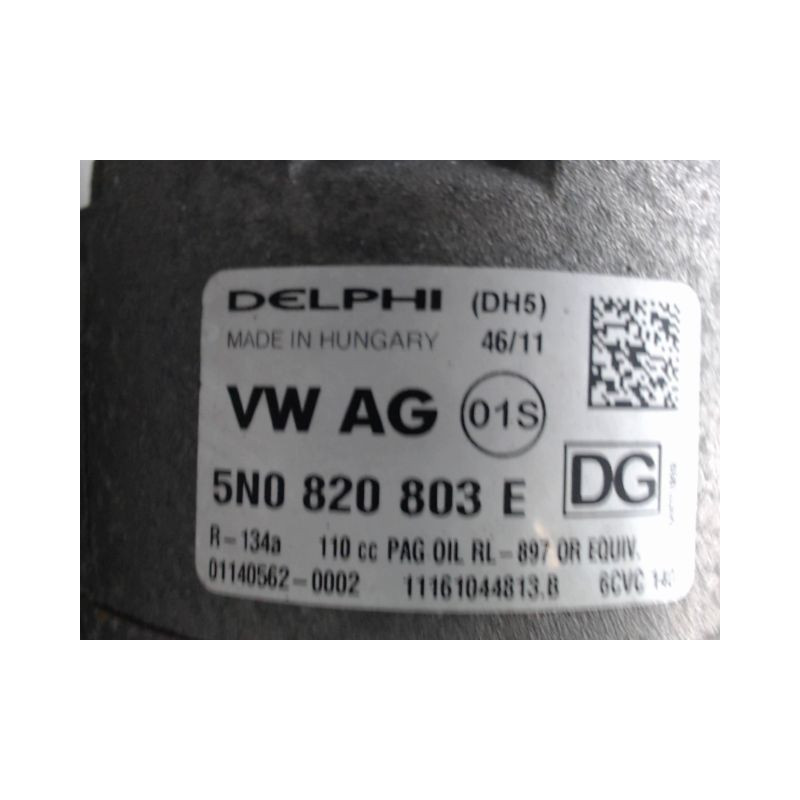 DELPHI (DH5)
MADE IN HUNGARY 46/11
VW AG 01S
5N0 820 803 E DG
R-134a 110 cc PAG OIL RL-897 OR EQUIV.
01140562-0002 11161044813.B 6CVC